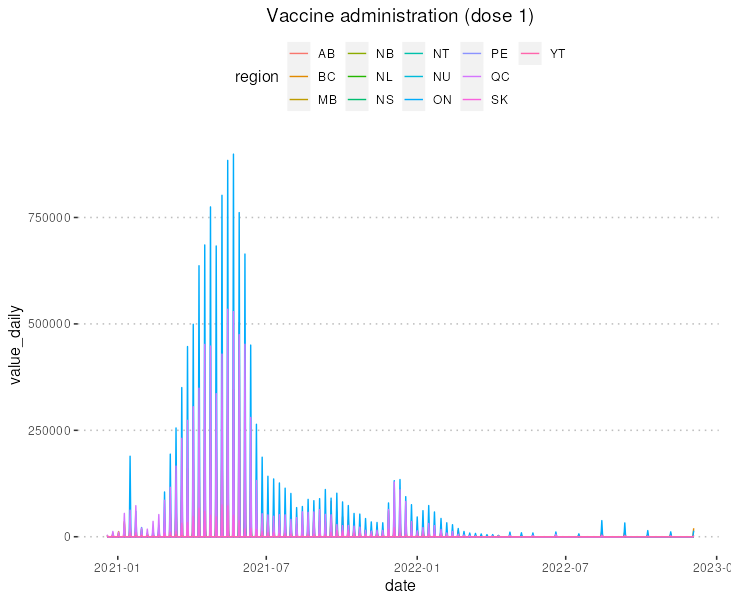 Vaccine administration (dose 1)
region
AB NB NT PE YT
BC NL NU QC
MB NS ON SK
750000
500000
250000
0
value_daily
2021-01 2021-07 2022-01 2022-07 2023-0
date